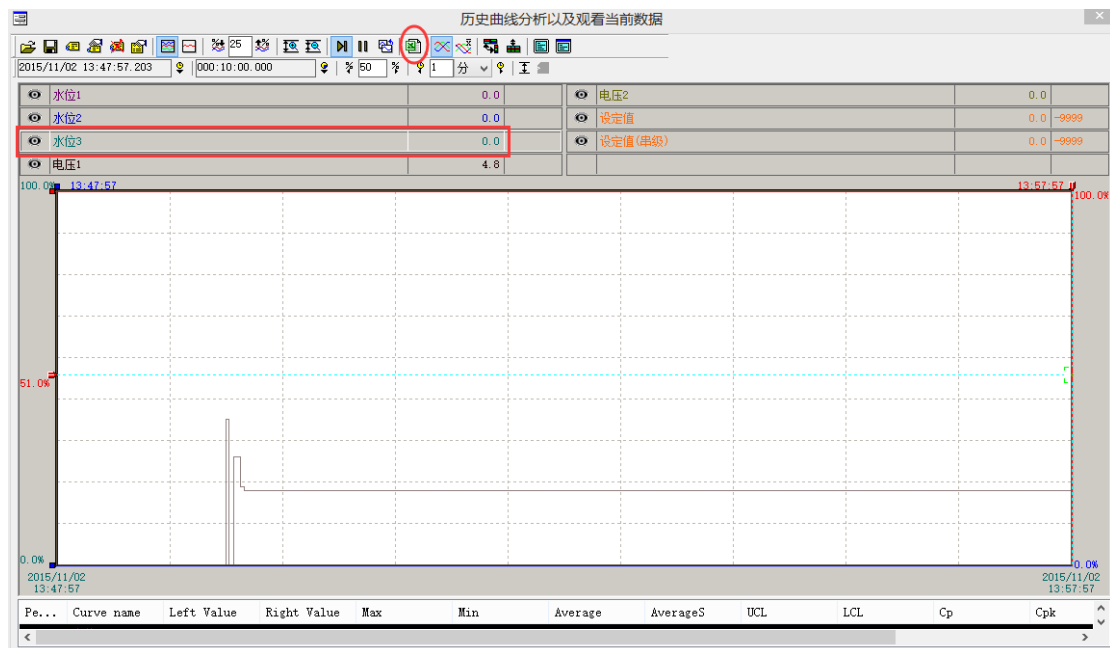 历史曲线分析以及观看当前数据
25
2015/11/02 13:47:57.203 000:10:00.000 50 1 分
水位1 0.0 电压2 0.0
水位2 0.0 设定值 0.0 -9999
水位3 0.0 设定值(串级) 0.0 -9999
电压1 4.8
100.0% 13:47:57 13:57:57
100.0%
51.0%
0.0% 0.0%
2015/11/02 2015/11/02
13:47:57 13:57:57
Pe... Curve name Left Value Right Value Max Min Average AverageS UCL LCL Cp Cpk